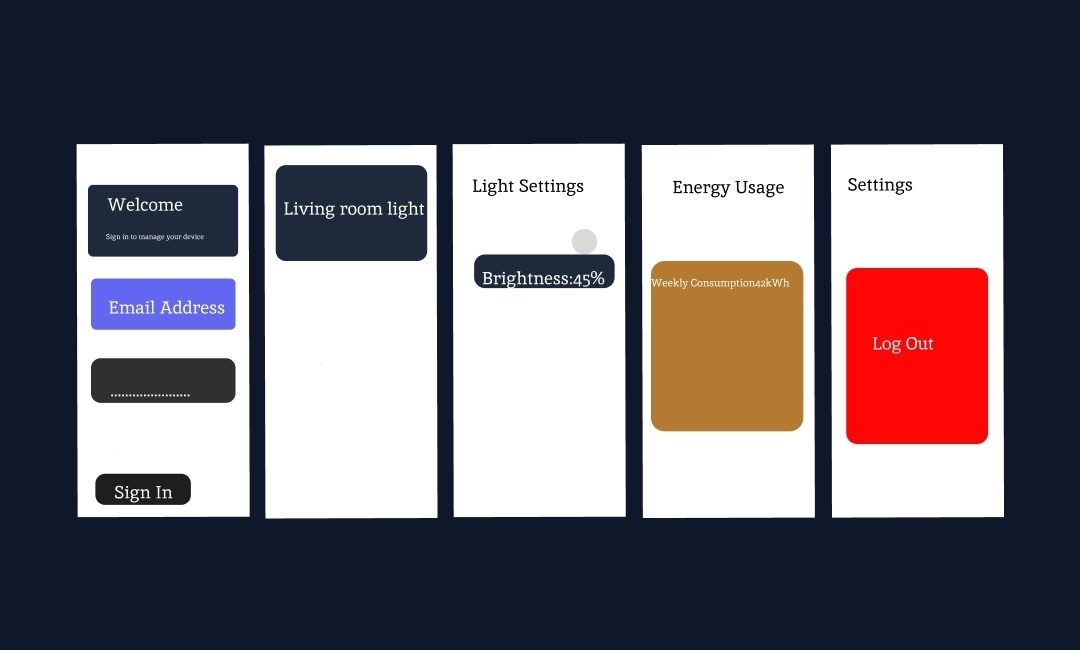 Welcome
Sign in to manage your device
Email Address
......................
Sign In
Living room light
Light Settings
Brightness:45%
Energy Usage
Weekly Consumption42kWh
Settings
Log Out